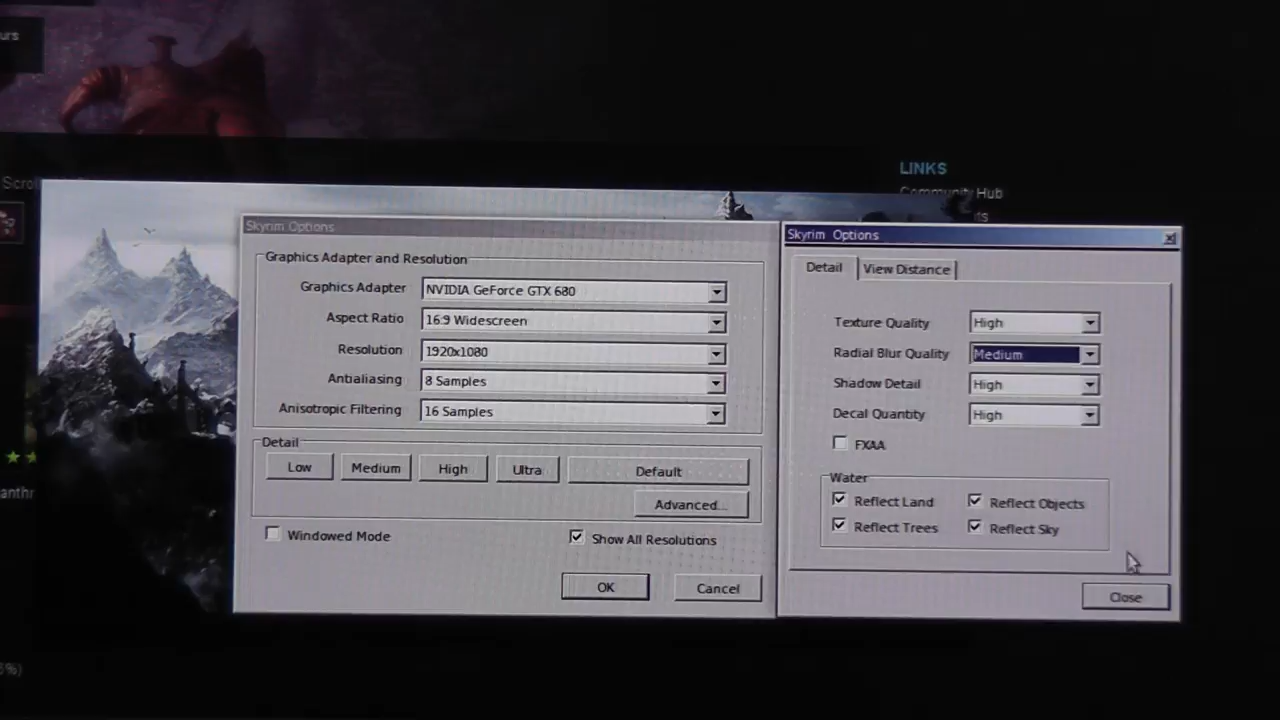 urs
LINKS
Scrol
Community Hub
Skyrim Options
Graphics Adapter and Resolution
Graphics Adapter NVIDIA GeForce GTX 680
Aspect Ratio 16:9 Widescreen
Resolution 1920x1080
Antialiasing 8 Samples
Anisotropic Filtering 16 Samples
Detail
Low Medium High Ultra Default
Advanced...
Windowed Mode Show All Resolutions
OK Cancel
Skyrim Options
Detail View Distance
Texture Quality High
Radial Blur Quality Medium
Shadow Detail High
Decal Quantity High
FXAA
Water
Reflect Land Reflect Objects
Reflect Trees Reflect Sky
Close
anthr